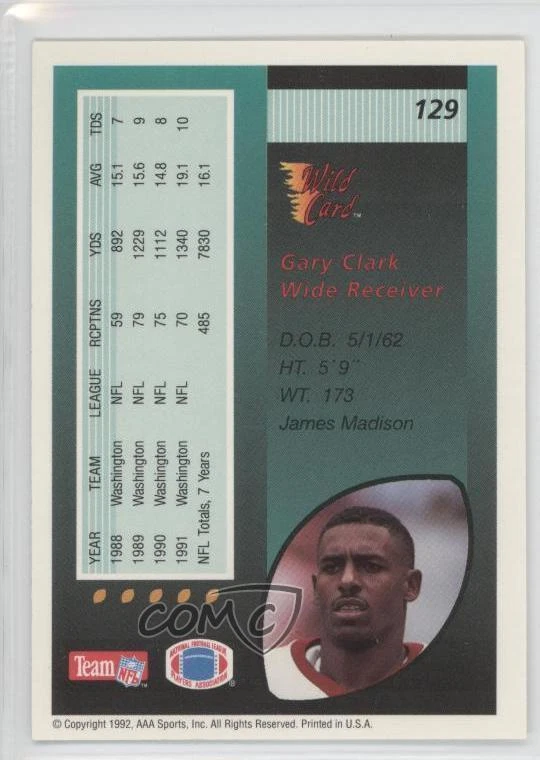 129
Wild
Card™
Gary Clark
Wide Receiver
D.O.B. 5/1/62
HT. 5'9"
WT. 173
James Madison
YEAR TEAM LEAGUE RCPTNS YDS AVG TDS
1988 Washington NFL 59 892 15.1 7
1989 Washington NFL 79 1229 15.6 9
1990 Washington NFL 75 1112 14.8 8
1991 Washington NFL 70 1340 19.1 10
NFL Totals, 7 Years 485 7830 16.1
COMC
Team NFL™
NATIONAL FOOTBALL LEAGUE
PLAYERS ASSOCIATION ®
© Copyright 1992, AAA Sports, Inc. All Rights Reserved. Printed in U.S.A.